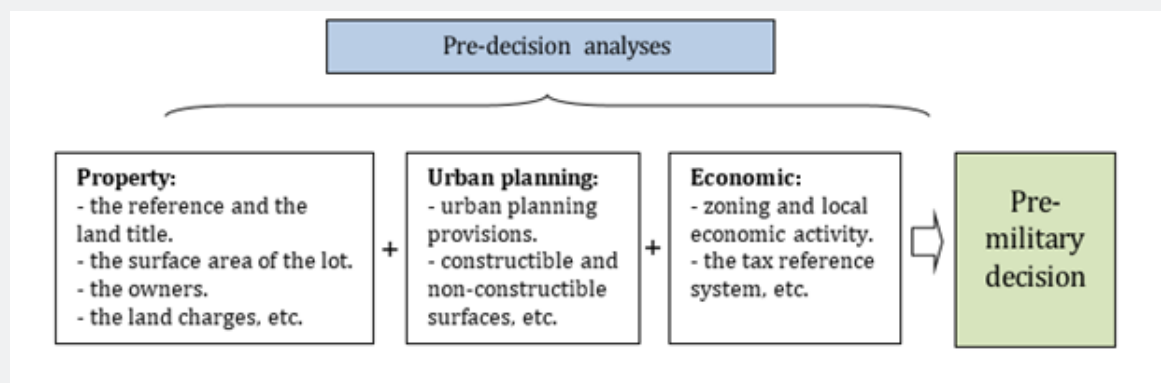 Pre-decision analyses
Property:
- the reference and the
land title.
- the surface area of the lot.
- the owners.
- the land charges, etc.
+
Urban planning:
- urban planning
provisions.
- constructible and
non-constructible
surfaces, etc.
+
Economic:
- zoning and local
economic activity.
- the tax reference
system, etc.
Pre-
military
decision